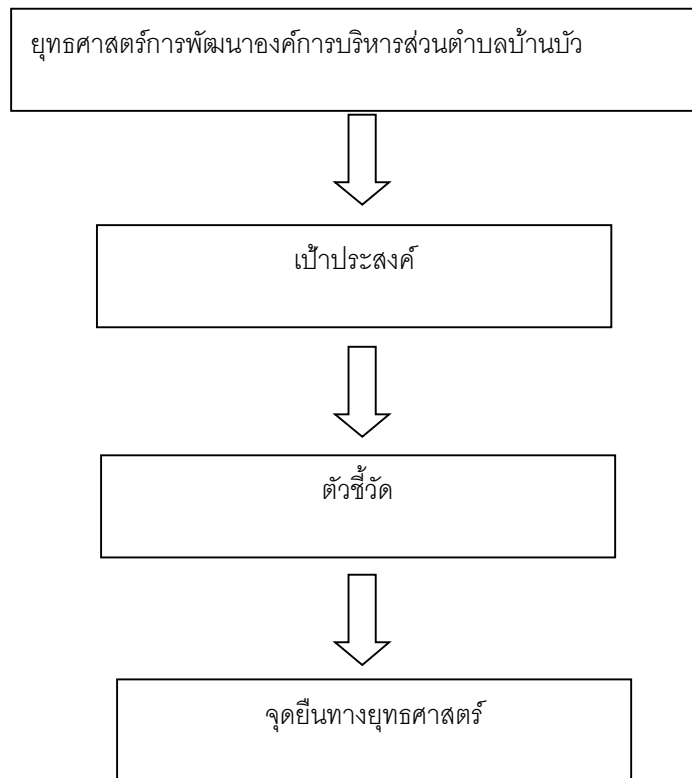 ยุทธศาสตร์การพัฒนาองค์การบริหารส่วนตำบลบ้านบัว
เป้าประสงค์
ตัวชี้วัด
จุดยืนทางยุทธศาสตร์